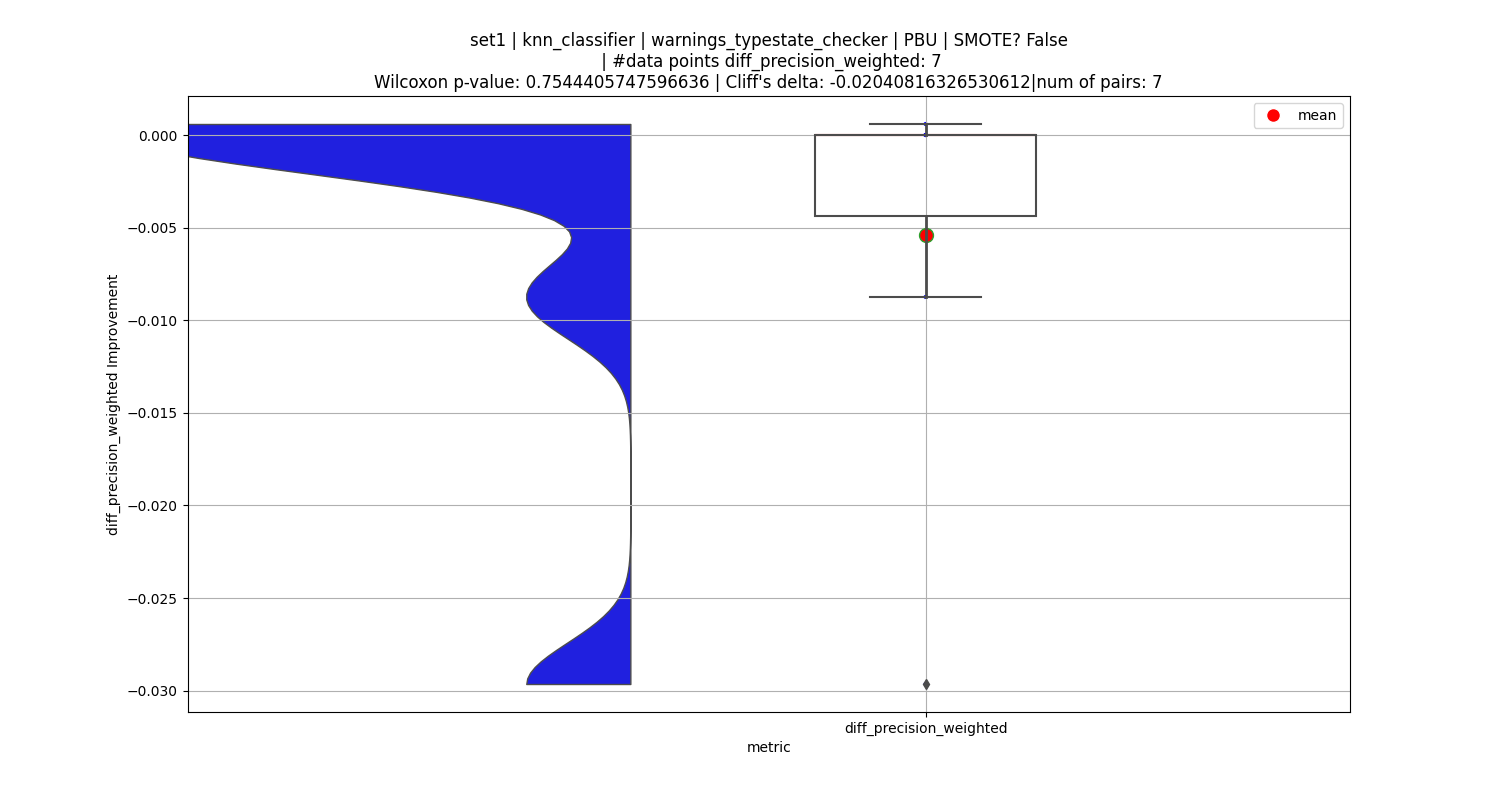 set1 | knn_classifier | warnings_typestate_checker | PBU | SMOTE? False
| #data points diff_precision_weighted: 7
Wilcoxon p-value: 0.7544405747596636 | Cliff's delta: -0.02040816326530612|num of pairs: 7
mean
0.000
−0.005
−0.010
−0.015
−0.020
−0.025
−0.030
diff_precision_weighted Improvement
diff_precision_weighted
metric